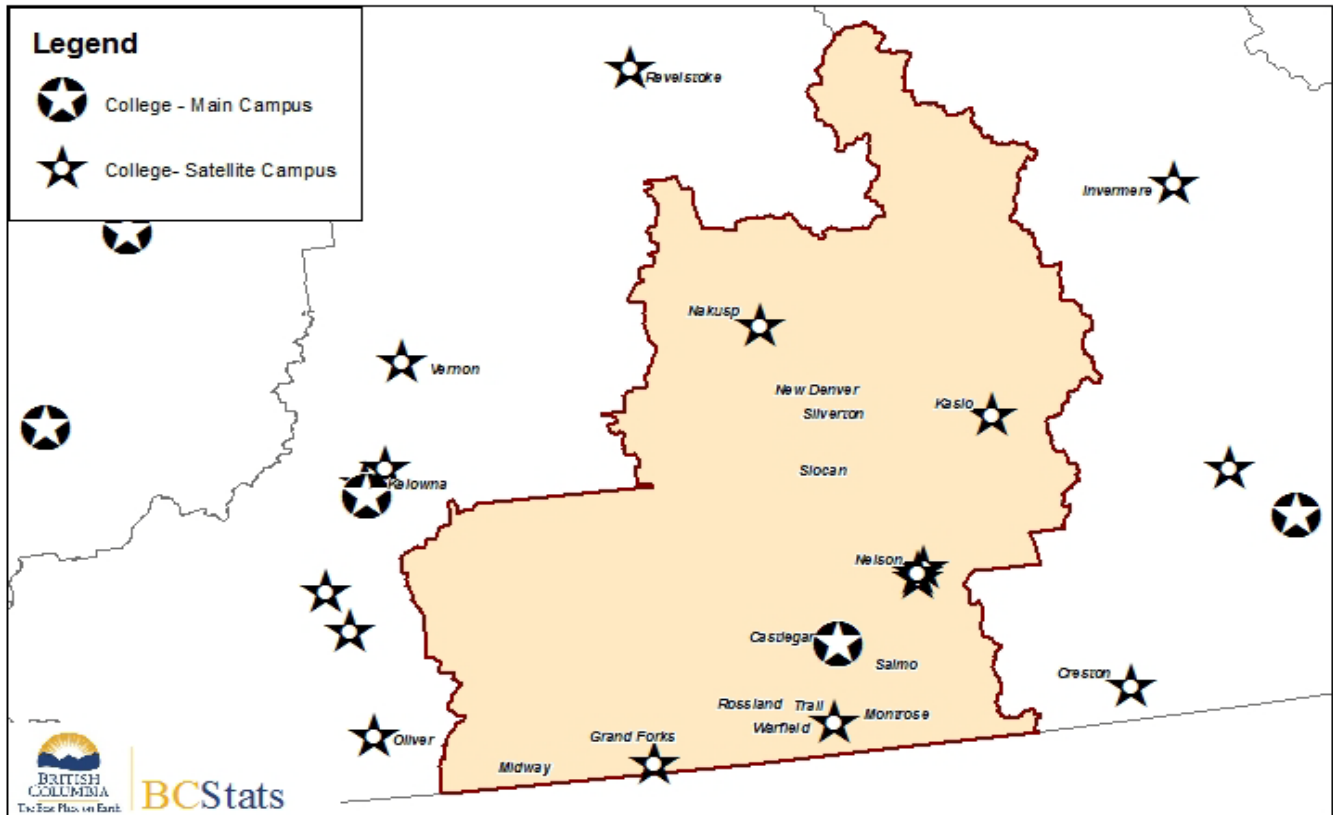 Legend
College - Main Campus
College- Satellite Campus
Revelstoke
Invermere
Nakusp
Vernon
New Denver
Kaslo
Silverton
Slocan
Kelowna
Nelson
Castlegar
Salmo
Creston
Rossland Trail
Montrose
Warfield
Grand Forks
Oliver
Midway
BRITISH
COLUMBIA
The Best Place on Earth
BCStats